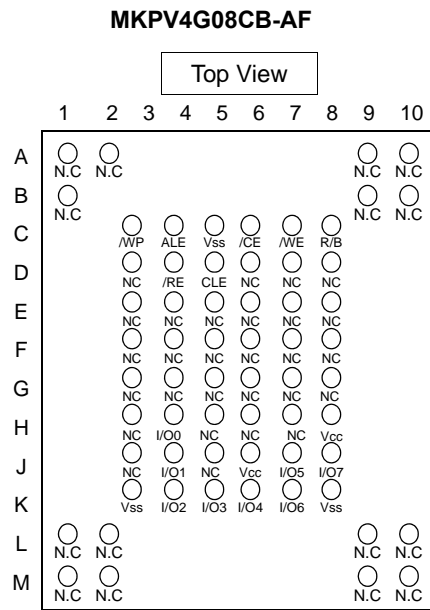 MKPV4G08CB-AF
Top View
1 2 3 4 5 6 7 8 9 10
A
N.C N.C N.C N.C
B
N.C N.C N.C
C
/WP ALE Vss /CE /WE R/B
D
NC /RE CLE NC NC NC
E
NC NC NC NC NC NC
F
NC NC NC NC NC NC
G
NC NC NC NC NC NC
H
NC I/O0 NC NC NC Vcc
J
NC I/O1 NC Vcc I/O5 I/O7
K
Vss I/O2 I/O3 I/O4 I/O6 Vss
L
N.C N.C N.C N.C
M
N.C N.C N.C N.C